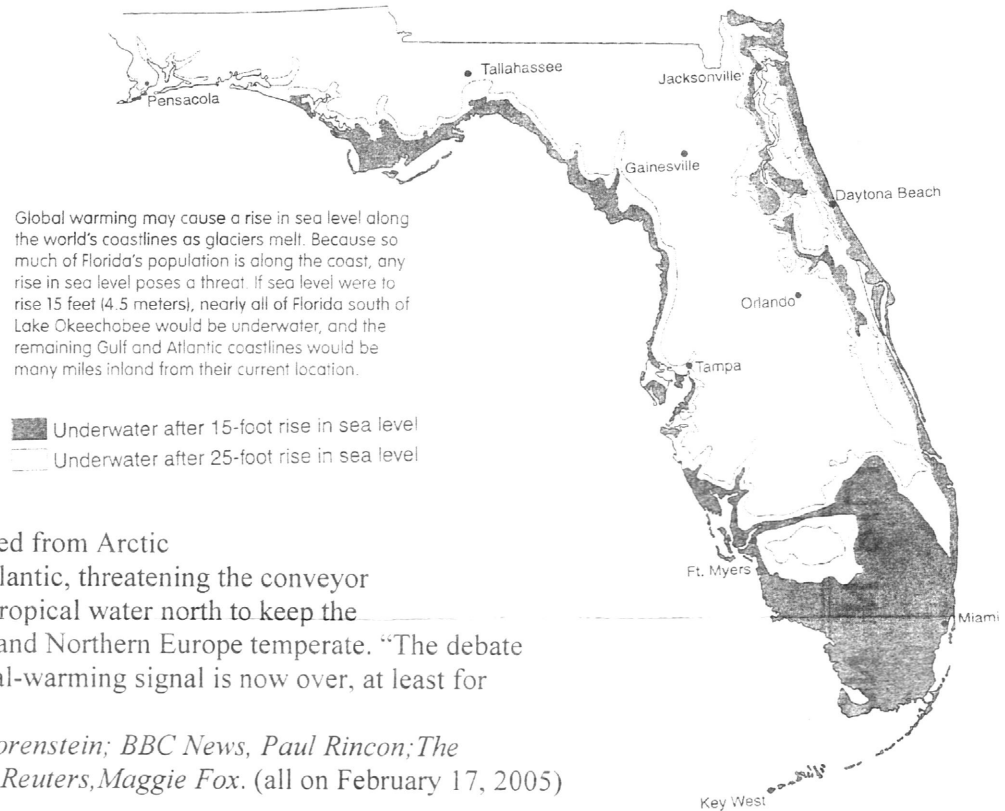 Pensacola
Tallahassee
Jacksonville
Gainesville
Daytona Beach
Orlando
Tampa
Ft. Myers
Miami
Key West
Global warming may cause a rise in sea level along
the world's coastlines as glaciers melt. Because so
much of Florida's population is along the coast, any
rise in sea level poses a threat. If sea level were to
rise 15 feet (4.5 meters), nearly all of Florida south of
Lake Okeechobee would be underwater, and the
remaining Gulf and Atlantic coastlines would be
many miles inland from their current location.
Underwater after 15-foot rise in sea level
Underwater after 25-foot rise in sea level
ed from Arctic
lantic, threatening the conveyor
ropical water north to keep the
and Northern Europe temperate. “The debate
al-warming signal is now over, at least for
orenstein; BBC News, Paul Rincon;The
Reuters,Maggie Fox. (all on February 17, 2005)